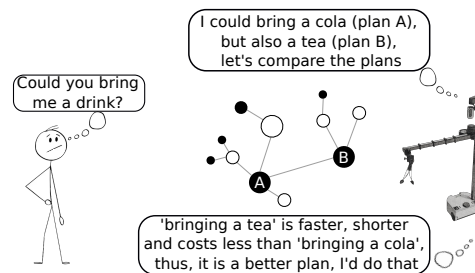 I could bring a cola (plan A),
but also a tea (plan B),
let's compare the plans
Could you bring
me a drink?
B
A
'bringing a tea' is faster, shorter
and costs less than 'bringing a cola',
thus, it is a better plan, I'd do that